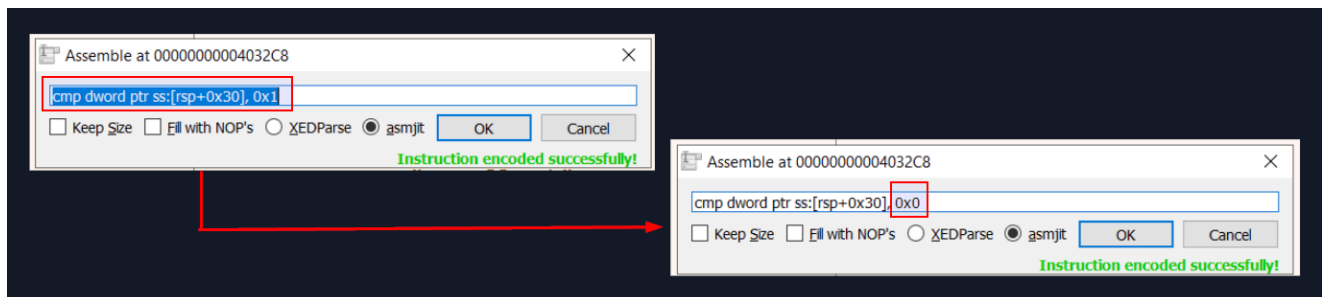 Assemble at 00000000004032C8
cmp dword ptr ss:[rsp+0x30], 0x1
Keep Size Fill with NOP's XEDParse asmjit OK Cancel
Instruction encoded successfully!
Assemble at 00000000004032C8
cmp dword ptr ss:[rsp+0x30], 0x0
Keep Size Fill with NOP's XEDParse asmjit OK Cancel
Instruction encoded successfully!